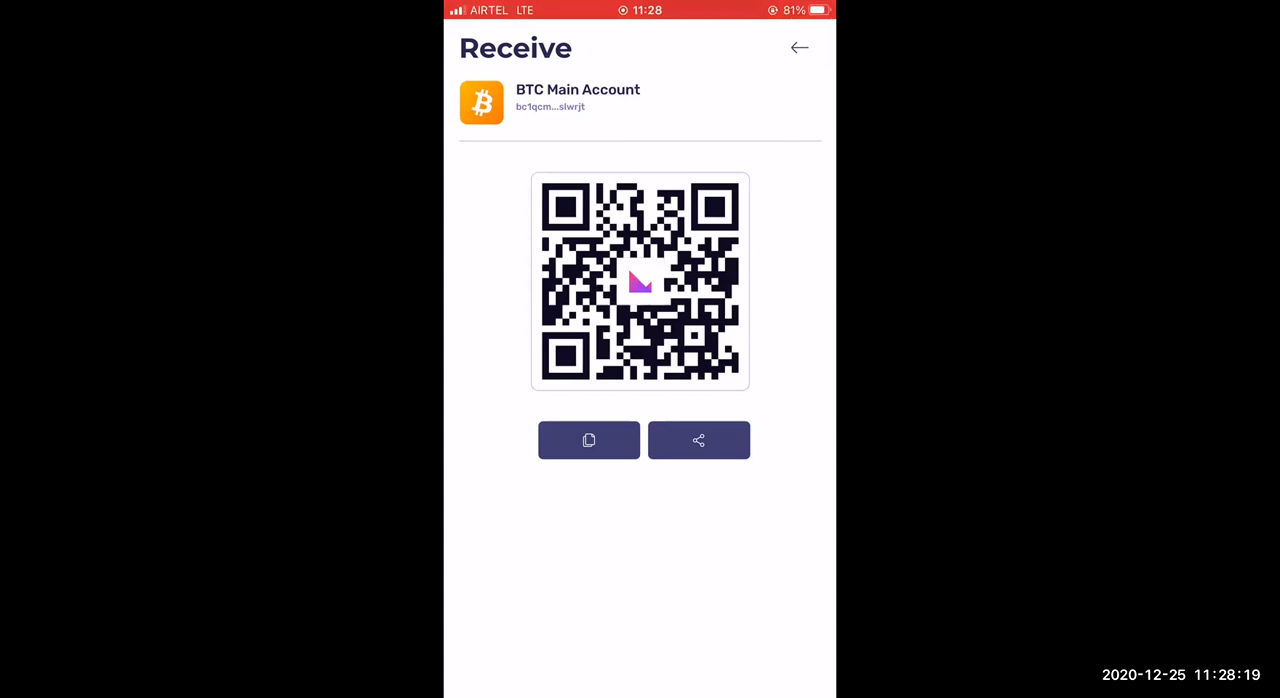 AIRTEL LTE 11:28 81%
Receive
BTC Main Account
bc1qcm...slwrjt
2020-12-25 11:28:19